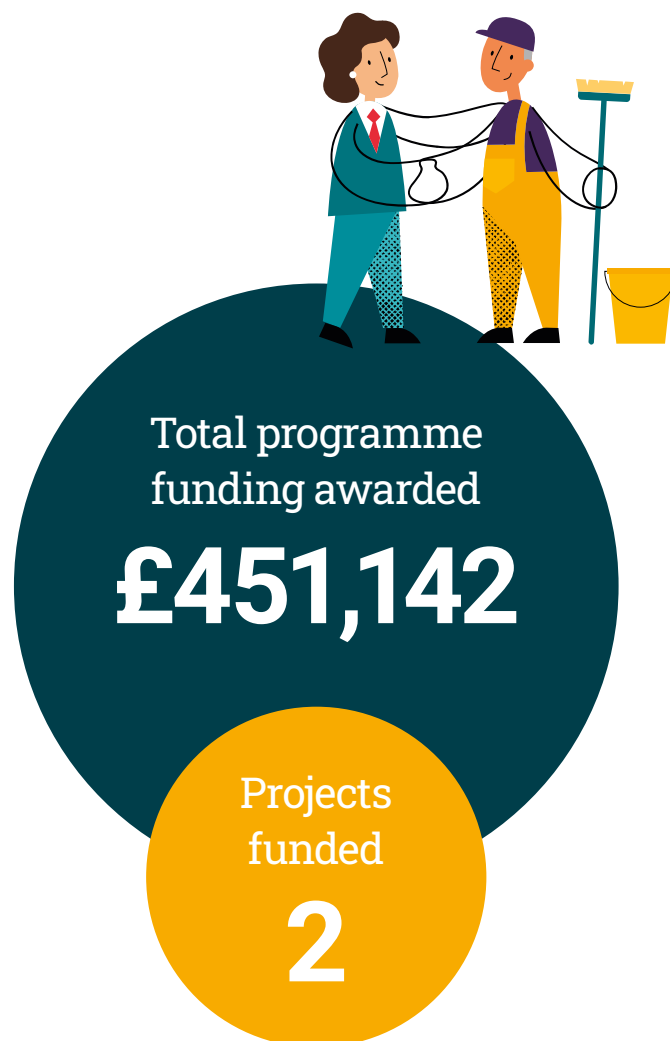 Total programme
funding awarded
£451,142
Projects
funded
2